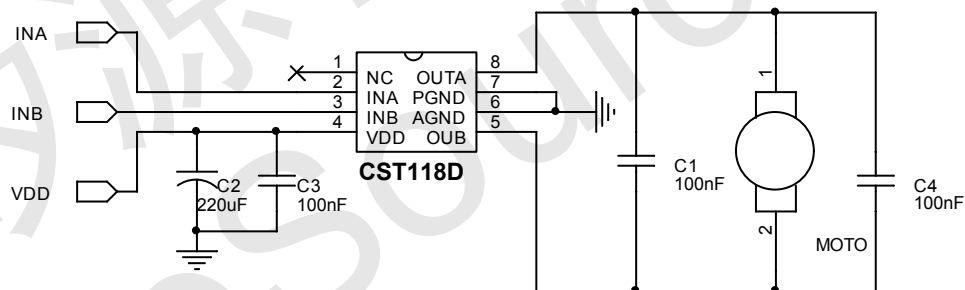 INA
INB
VDD
1
2
3
4
NC
INA
INB
VDD
OUTA
PGND
AGND
OUB
8
7
6
5
CST118D
C2
220uF
C3
100nF
C1
100nF
1
2
MOTO
C4
100nF